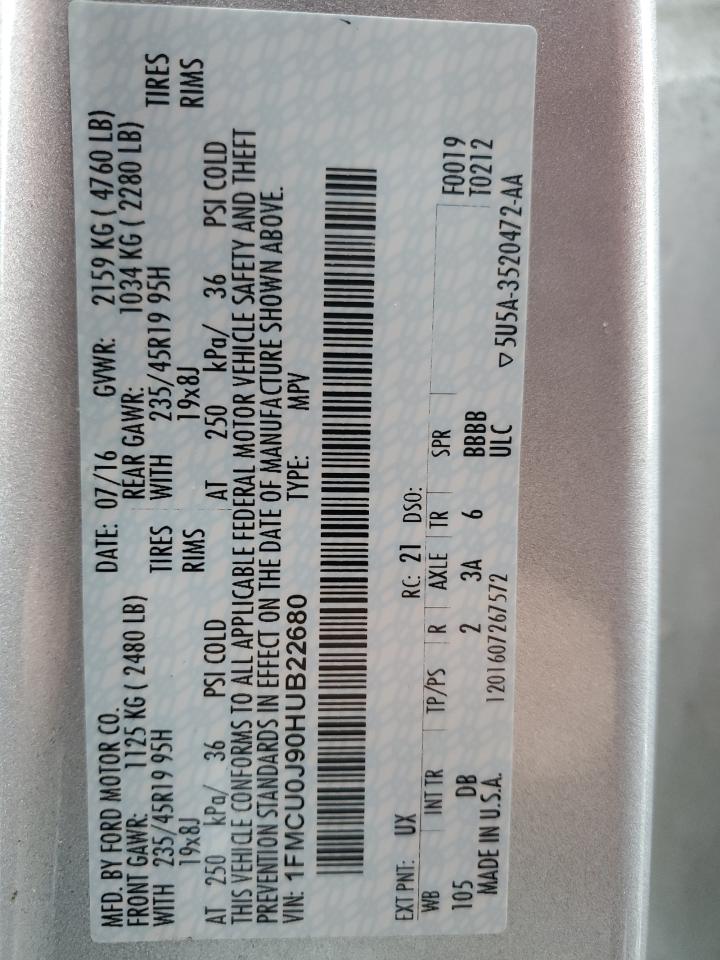 MFD. BY FORD MOTOR CO. DATE: 07/16 GVWR: 2159 KG ( 4760 LB)
FRONT GAWR: 1125 KG ( 2480 LB) REAR GAWR: 1034 KG ( 2280 LB)
WITH 235/45R19 95H TIRES WITH 235/45R19 95H TIRES
19x8J RIMS 19x8J RIMS
AT 250 kPa/ 36 PSI COLD AT 250 kPa/ 36 PSI COLD
THIS VEHICLE CONFORMS TO ALL APPLICABLE FEDERAL MOTOR VEHICLE SAFETY AND THEFT
PREVENTION STANDARDS IN EFFECT ON THE DATE OF MANUFACTURE SHOWN ABOVE.
VIN: 1FMCU0J90HUB22680 TYPE: MPV
EXT PNT: UX RC: 21 DSO:
WB INT TR TP/PS R AXLE TR SPR F0019
105 DB 2 3A 6 BBBB T0212
MADE IN U.S.A. 1201607267572 ULC ▽5U5A-3520472-AA